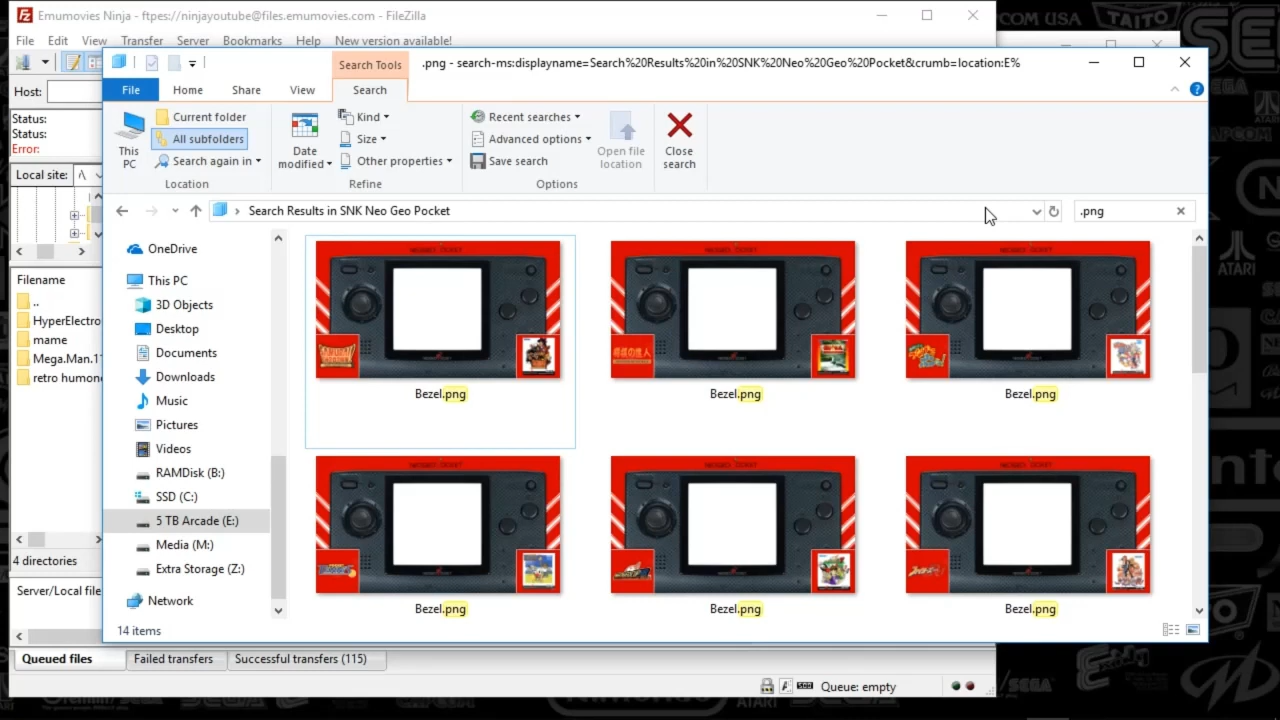 Emumovies Ninja - ftpes://ninjayoutube@files.emumovies.com - FileZilla
File Edit View Transfer Server Bookmarks Help New version available!
COM USA TAITO
.png - search-ms:displayname=Search%20Results%20in%20SNK%20Neo%20Geo%20Pocket&crumb=location:E%
Search Tools
File Home Share View Search
Host:
Status:
Status:
Error:
Local site:
This PC
Current folder
All subfolders
Search again in
Location
Date modified
Kind
Size
Other properties
Refine
Recent searches
Advanced options
Save search
Options
Open file location
Close search
Search Results in SNK Neo Geo Pocket
.png
OneDrive
This PC
3D Objects
Desktop
Documents
Downloads
Music
Pictures
Videos
RAMDisk (B:)
SSD (C:)
5 TB Arcade (E:)
Media (M:)
Extra Storage (Z:)
Network
14 items
Bezel.png
Bezel.png
Bezel.png
Bezel.png
Bezel.png
Bezel.png
Filename
..
HyperElectro
mame
Mega.Man.1
retro humon
4 directories
Server/Local file
Queued files Failed transfers Successful transfers (115)
Queue: empty
ATARI
ATARI
SEGA